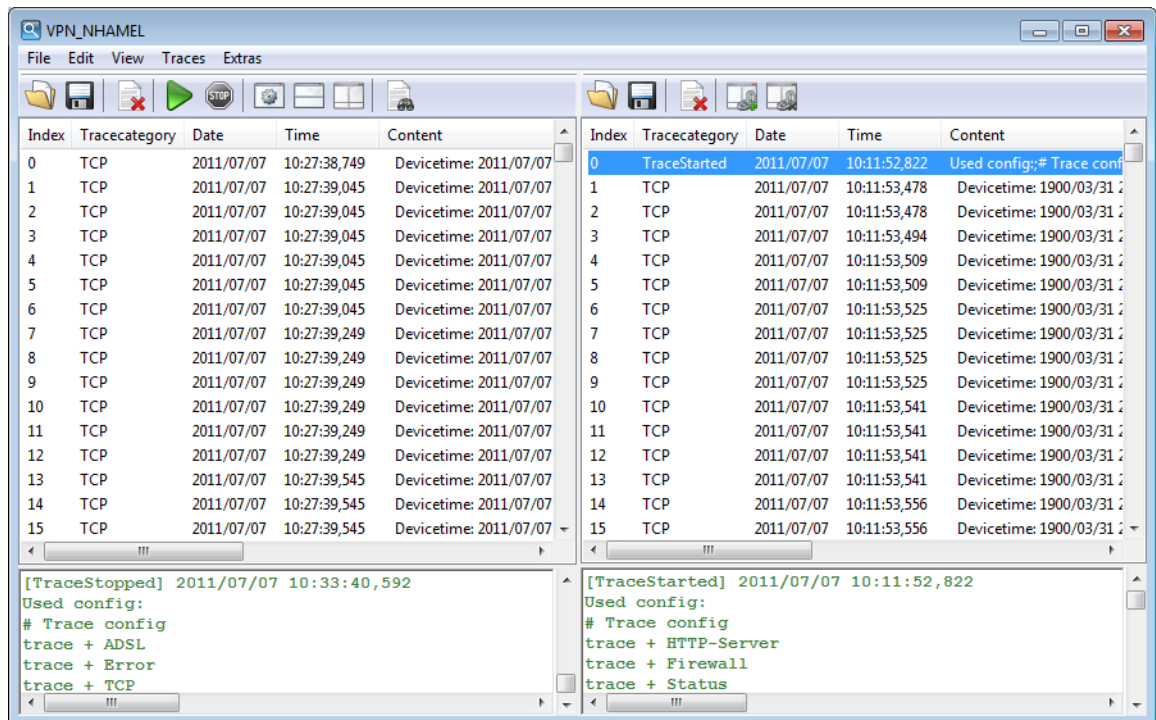 VPN_NHAMEL
File Edit View Traces Extras
STOP
Index Tracecategory Date Time Content
0 TCP 2011/07/07 10:27:38,749 Devicetime: 2011/07/07
1 TCP 2011/07/07 10:27:39,045 Devicetime: 2011/07/07
2 TCP 2011/07/07 10:27:39,045 Devicetime: 2011/07/07
3 TCP 2011/07/07 10:27:39,045 Devicetime: 2011/07/07
4 TCP 2011/07/07 10:27:39,045 Devicetime: 2011/07/07
5 TCP 2011/07/07 10:27:39,045 Devicetime: 2011/07/07
6 TCP 2011/07/07 10:27:39,045 Devicetime: 2011/07/07
7 TCP 2011/07/07 10:27:39,249 Devicetime: 2011/07/07
8 TCP 2011/07/07 10:27:39,249 Devicetime: 2011/07/07
9 TCP 2011/07/07 10:27:39,249 Devicetime: 2011/07/07
10 TCP 2011/07/07 10:27:39,249 Devicetime: 2011/07/07
11 TCP 2011/07/07 10:27:39,249 Devicetime: 2011/07/07
12 TCP 2011/07/07 10:27:39,249 Devicetime: 2011/07/07
13 TCP 2011/07/07 10:27:39,545 Devicetime: 2011/07/07
14 TCP 2011/07/07 10:27:39,545 Devicetime: 2011/07/07
15 TCP 2011/07/07 10:27:39,545 Devicetime: 2011/07/07
[TraceStopped] 2011/07/07 10:33:40,592
Used config:
# Trace config
trace + ADSL
trace + Error
trace + TCP
Index Tracecategory Date Time Content
0 TraceStarted 2011/07/07 10:11:52,822 Used config:;# Trace conf
1 TCP 2011/07/07 10:11:53,478 Devicetime: 1900/03/31 2
2 TCP 2011/07/07 10:11:53,478 Devicetime: 1900/03/31 2
3 TCP 2011/07/07 10:11:53,494 Devicetime: 1900/03/31 2
4 TCP 2011/07/07 10:11:53,509 Devicetime: 1900/03/31 2
5 TCP 2011/07/07 10:11:53,509 Devicetime: 1900/03/31 2
6 TCP 2011/07/07 10:11:53,525 Devicetime: 1900/03/31 2
7 TCP 2011/07/07 10:11:53,525 Devicetime: 1900/03/31 2
8 TCP 2011/07/07 10:11:53,525 Devicetime: 1900/03/31 2
9 TCP 2011/07/07 10:11:53,525 Devicetime: 1900/03/31 2
10 TCP 2011/07/07 10:11:53,541 Devicetime: 1900/03/31 2
11 TCP 2011/07/07 10:11:53,541 Devicetime: 1900/03/31 2
12 TCP 2011/07/07 10:11:53,541 Devicetime: 1900/03/31 2
13 TCP 2011/07/07 10:11:53,541 Devicetime: 1900/03/31 2
14 TCP 2011/07/07 10:11:53,556 Devicetime: 1900/03/31 2
15 TCP 2011/07/07 10:11:53,556 Devicetime: 1900/03/31 2
[TraceStarted] 2011/07/07 10:11:52,822
Used config:
# Trace config
trace + HTTP-Server
trace + Firewall
trace + Status